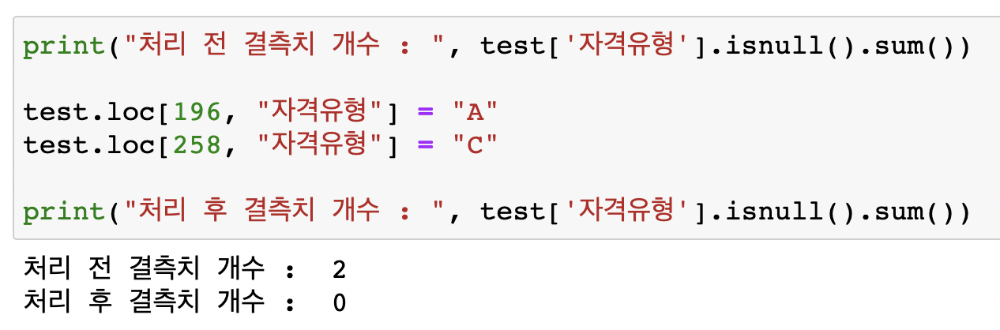 print("처리 전 결측치 개수 : ", test['자격유형'].isnull().sum())
test.loc[196, "자격유형"] = "A"
test.loc[258, "자격유형"] = "C"
print("처리 후 결측치 개수 : ", test['자격유형'].isnull().sum())
처리 전 결측치 개수 :  2
처리 후 결측치 개수 :  0